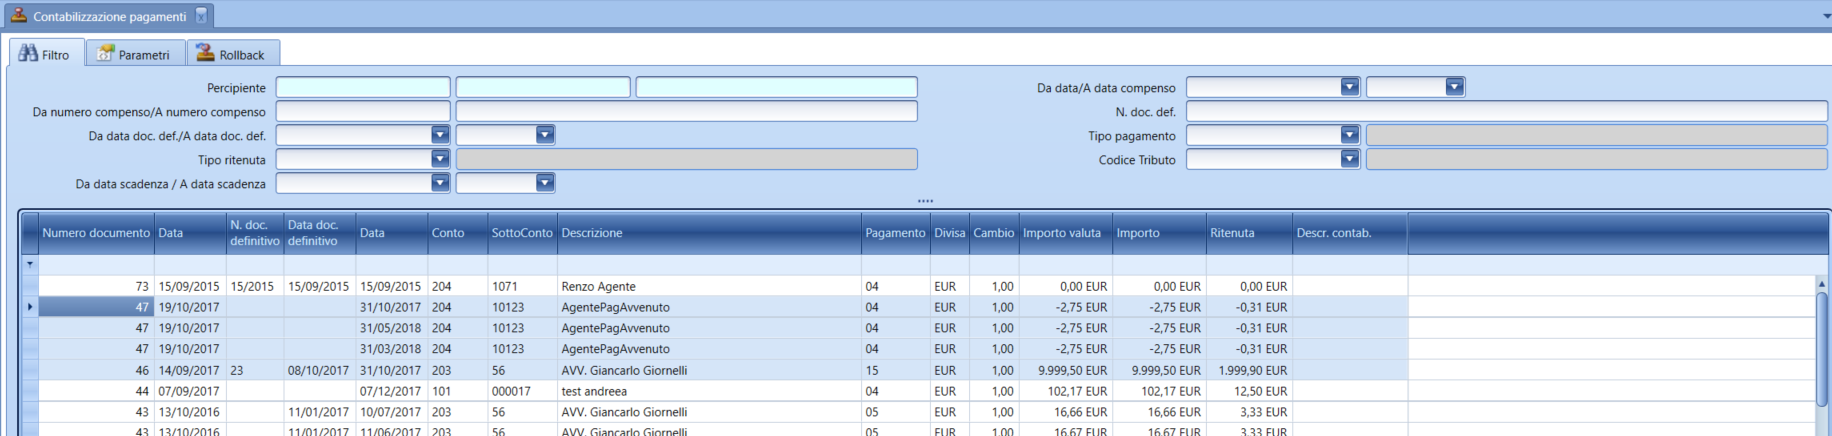 Contabilizzazione pagamenti x
Filtro Parametri Rollback
Percipiente Da data/A data compenso
Da numero compenso/A numero compenso N. doc. def.
Da data doc. def./A data doc. def. Tipo pagamento
Tipo ritenuta Codice Tributo
Da data scadenza / A data scadenza
Numero documento Data N. doc. definitivo Data doc. definitivo Data Conto SottoConto Descrizione Pagamento Divisa Cambio Importo valuta Importo Ritenuta Descr. contab.
73 15/09/2015 15/2015 15/09/2015 15/09/2015 204 1071 Renzo Agente 04 EUR 1,00 0,00 EUR 0,00 EUR 0,00 EUR
47 19/10/2017 31/10/2017 204 10123 AgentePagAvvenuto 04 EUR 1,00 -2,75 EUR -2,75 EUR -0,31 EUR
47 19/10/2017 31/05/2018 204 10123 AgentePagAvvenuto 04 EUR 1,00 -2,75 EUR -2,75 EUR -0,31 EUR
47 19/10/2017 31/03/2018 204 10123 AgentePagAvvenuto 04 EUR 1,00 -2,75 EUR -2,75 EUR -0,31 EUR
46 14/09/2017 23 08/10/2017 31/10/2017 203 56 AVV. Giancarlo Giornelli 15 EUR 1,00 9.999,50 EUR 9.999,50 EUR 1.999,90 EUR
44 07/09/2017 07/12/2017 101 000017 test andreea 04 EUR 1,00 102,17 EUR 102,17 EUR 12,50 EUR
43 13/10/2016 11/01/2017 10/07/2017 203 56 AVV. Giancarlo Giornelli 05 EUR 1,00 16,66 EUR 16,66 EUR 3,33 EUR
43 13/10/2016 11/01/2017 11/06/2017 203 56 AVV. Giancarlo Giornelli 05 EUR 1,00 16,67 EUR 16,67 EUR 3,33 EUR